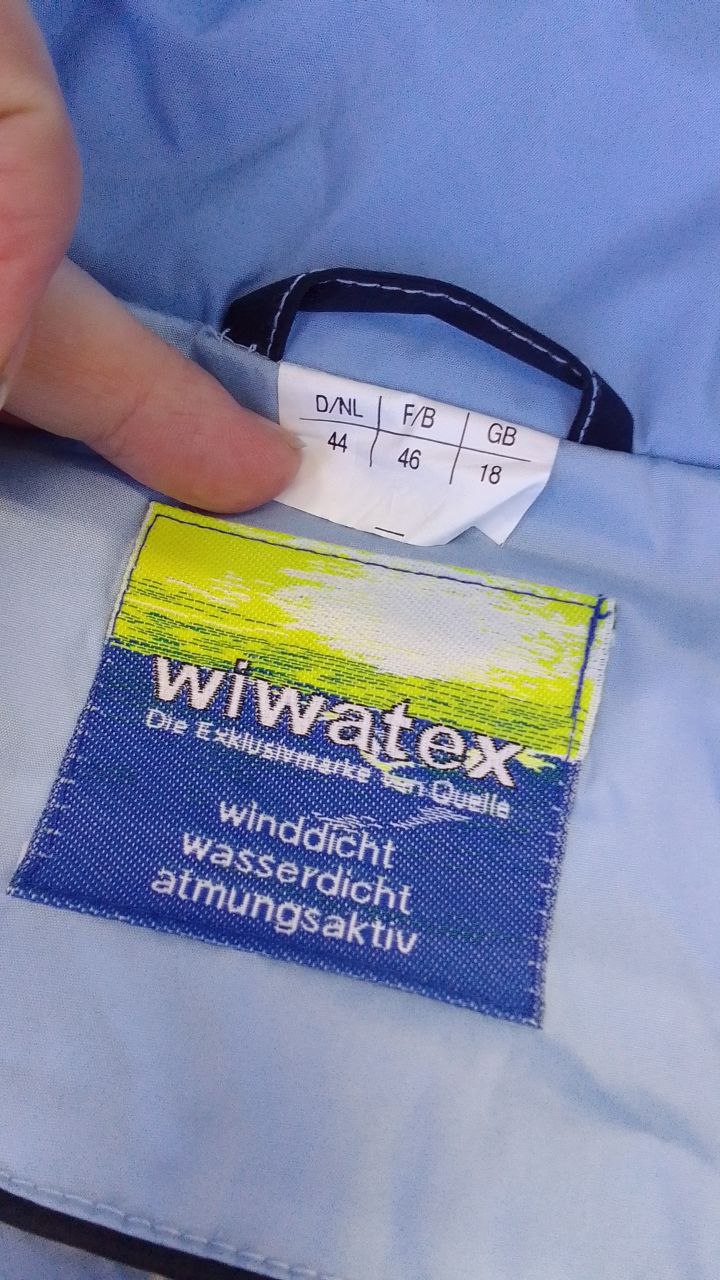 D/NL F/B GB
44 46 18
wiwatex
Die Exklusivmarke von Quelle
winddicht
wasserdicht
atmungsaktiv